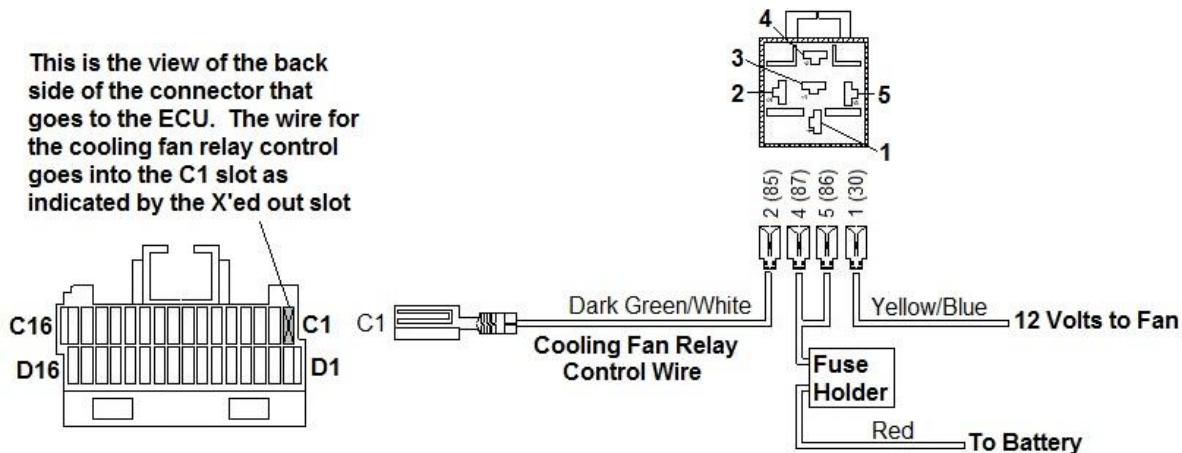 This is the view of the back
side of the connector that
goes to the ECU. The wire for
the cooling fan relay control
goes into the C1 slot as
indicated by the X'ed out slot
4
3
2
5
1
2 (85)
4 (87)
5 (86)
1 (30)
C16
C1
D16
D1
C1
Dark Green/White
Cooling Fan Relay
Control Wire
Yellow/Blue
12 Volts to Fan
Fuse
Holder
Red
To Battery